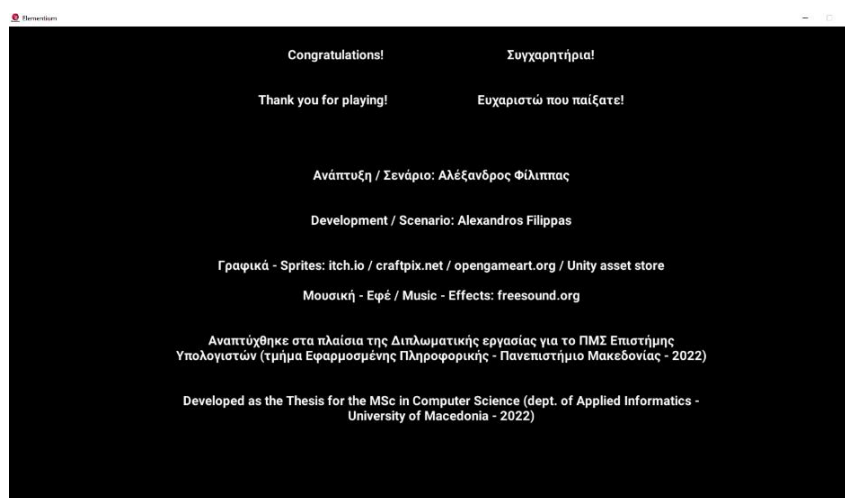 Elementium
Congratulations! Συγχαρητήρια!
Thank you for playing! Ευχαριστώ που παίξατε!
Ανάπτυξη / Σενάριο: Αλέξανδρος Φίλιππας
Development / Scenario: Alexandros Filippas
Γραφικά - Sprites: itch.io / craftpix.net / opengameart.org / Unity asset store
Μουσική - Εφέ / Music - Effects: freesound.org
Αναπτύχθηκε στα πλαίσια της Διπλωματικής εργασίας για το ΠΜΣ Επιστήμης
Υπολογιστών (τμήμα Εφαρμοσμένης Πληροφορικής - Πανεπιστήμιο Μακεδονίας - 2022)
Developed as the Thesis for the MSc in Computer Science (dept. of Applied Informatics -
University of Macedonia - 2022)